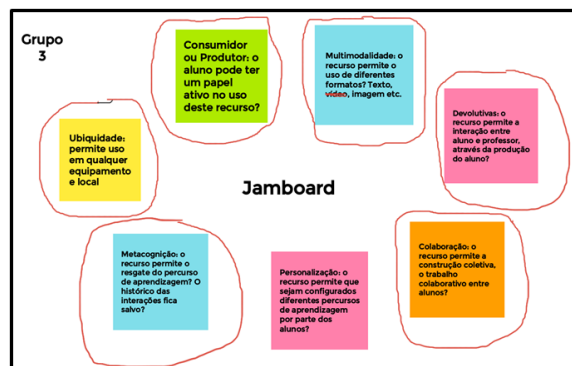 Grupo
3
Consumidor
ou Produtor: o
aluno pode ter
um papel
ativo no uso
deste recurso?
Multimodalidade: o
recurso permite o
uso de diferentes
formatos? Texto,
vídeo, imagem etc.
Devolutivas: o
recurso permite a
interação entre
aluno e professor,
através da produção
do aluno?
Ubiquidade:
permite uso
em qualquer
equipamento
e local
Jamboard
Metacognição: o
recurso permite o
resgate do percurso
de aprendizagem? O
histórico das
interações fica
salvo?
Personalização: o
recurso permite que
sejam configurados
diferentes percursos
de aprendizagem
por parte dos
alunos?
Colaboração: o
recurso permite a
construção coletiva,
o trabalho
colaborativo entre
alunos?